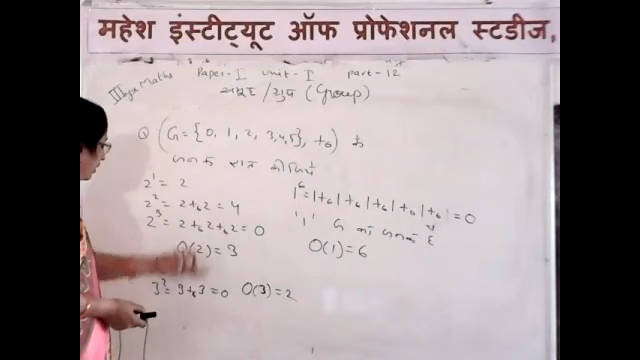 महेश इंस्टीट्यूट ऑफ प्रोफेशनल स्टडीज,
III yr Maths Paper-I unit-I part-12
समूह / ग्रुप (Group)
Q (G = {0, 1, 2, 3, 4, 5}, +₆) के
जनक ज्ञात कीजिये
2¹ = 2
2² = 2 +₆ 2 = 4
2³ = 2 +₆ 2 +₆ 2 = 0
O(2) = 3
3² = 3 +₆ 3 = 0 O(3) = 2
1⁶ = 1 +₆ 1 +₆ 1 +₆ 1 +₆ 1 +₆ 1 = 0
'1' G का जनक है
O(1) = 6